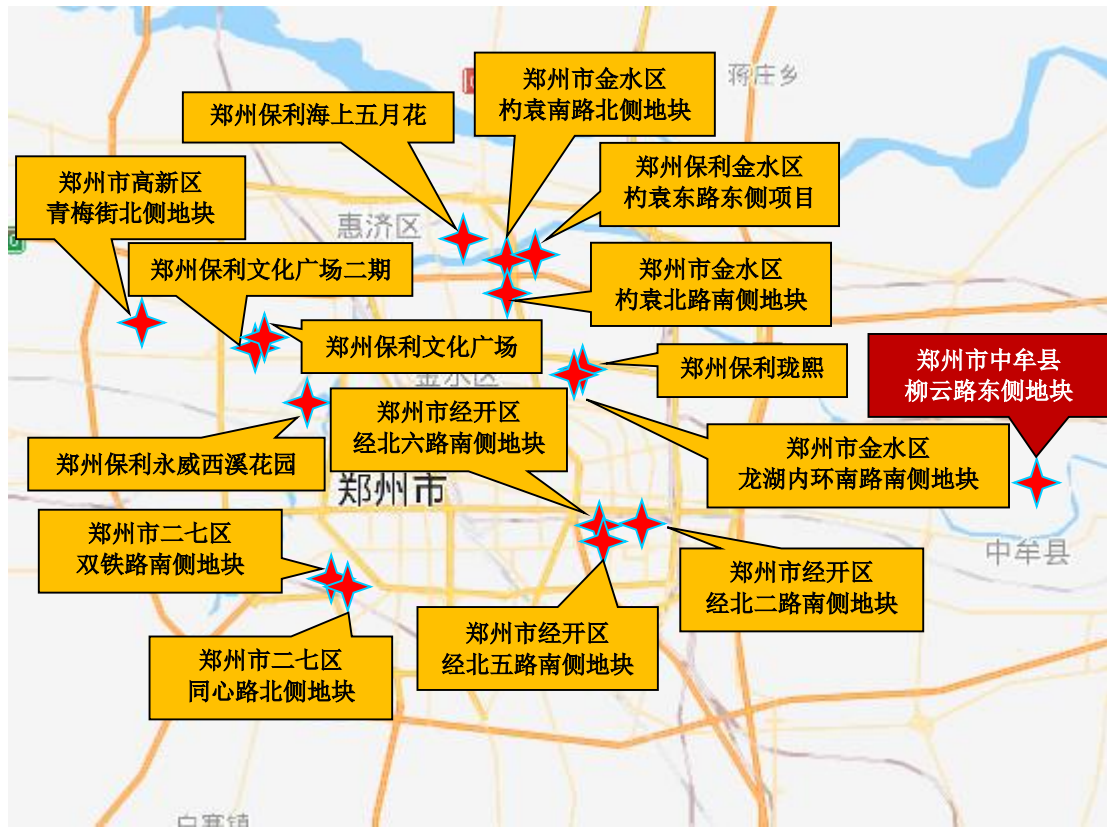 蒋庄乡
郑州市金水区
杓袁南路北侧地块
郑州保利海上五月花
郑州保利金水区
杓袁东路东侧项目
郑州市高新区
青梅街北侧地块
惠济区
郑州保利文化广场二期
郑州市金水区
杓袁北路南侧地块
郑州保利文化广场
郑州保利珑熙
郑州市中牟县
柳云路东侧地块
金水区
郑州市经开区
经北六路南侧地块
郑州市金水区
龙湖内环南路南侧地块
郑州保利永威西溪花园
郑州市
郑州市二七区
双铁路南侧地块
中牟县
郑州市经开区
经北二路南侧地块
郑州市经开区
经北五路南侧地块
郑州市二七区
同心路北侧地块
白寨镇